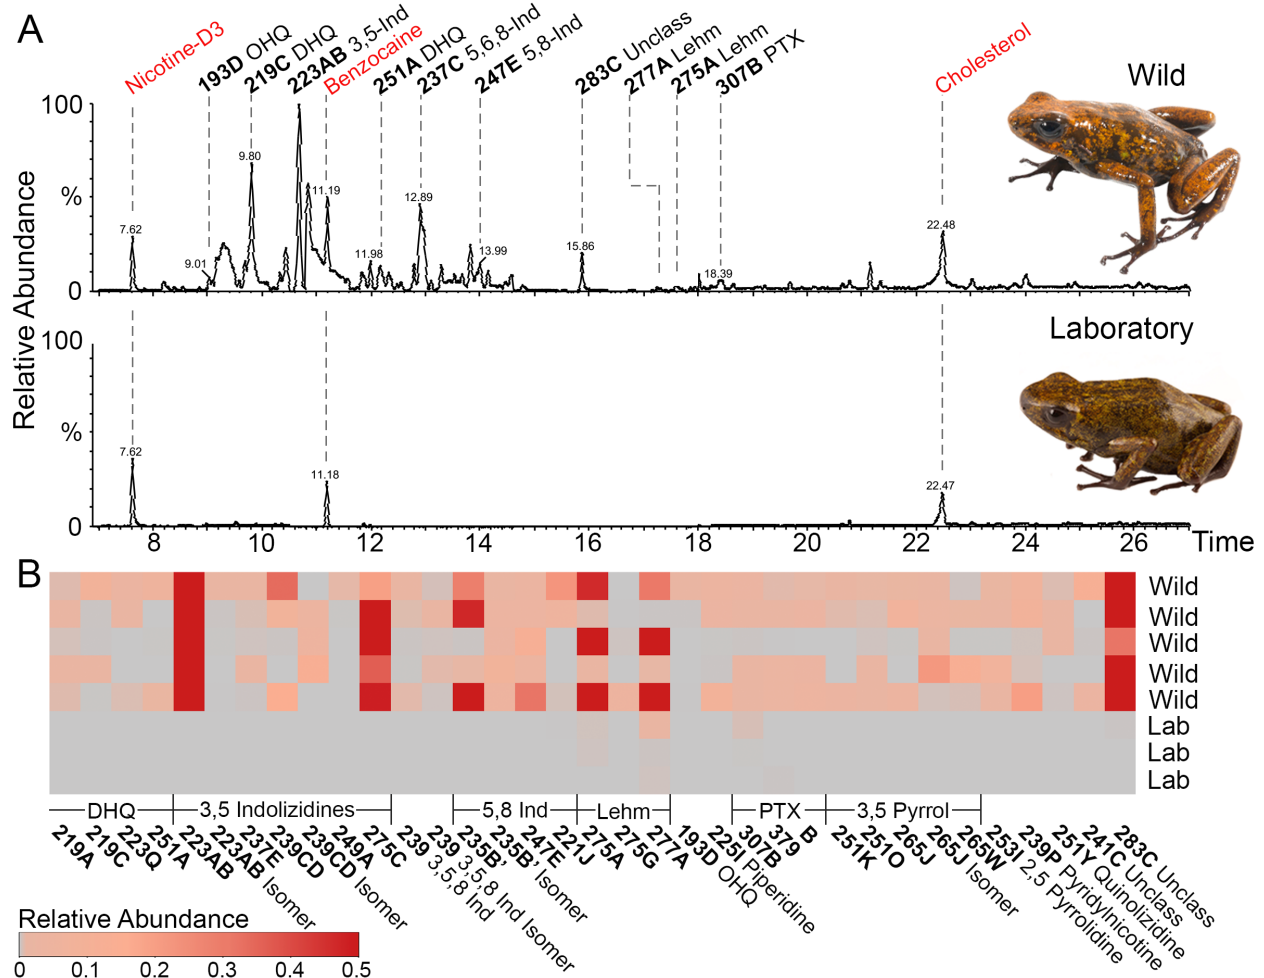 A
Nicotine-D3
193D OHQ
219C DHQ
223AB 3,5-Ind
Benzocaine
251A DHQ
237C 5,6,8-Ind
247E 5,8-Ind
283C Unclass
277A Lehm
275A Lehm
307B PTX
Cholesterol
Wild
Relative Abundance
100
%
0
7.62
9.01
9.80
11.19
11.98
12.89
13.99
15.86
18.39
22.48
Laboratory
100
%
0
7.62
11.18
22.47
8 10 12 14 16 18 20 22 24 26 Time
B
Wild
Wild
Wild
Wild
Wild
Lab
Lab
Lab
DHQ 3,5 Indolizidines 5,8 Ind Lehm PTX 3,5 Pyrrol
219A
219C
223Q
251A
223AB
223AB Isomer
237E
239CD
239CD Isomer
249A
275C
239 3,5,8 Ind
239 3,5,8 Ind Isomer
235B'
235B' Isomer
247E
221J
275A
275G
277A
193D OHQ
225I Piperidine
307B
379
B
251K
251O
265J
265J Isomer
265W
253I 2,5 Pyrrolidine
239P Pyridylnicotine
251Y Quinolizidine
241C Unclass
283C Unclass
Relative Abundance
0 0.1 0.2 0.3 0.4 0.5